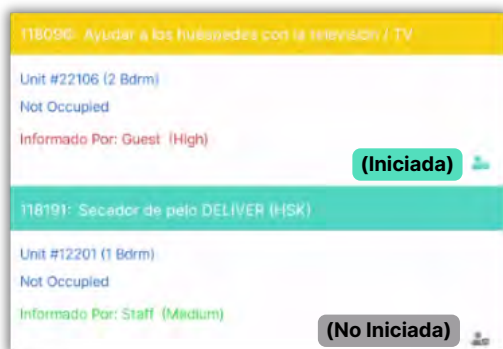 118096: Ayudar a los huéspedes con la televisión / TV
Unit #22106 (2 Bdrm)
Not Occupied
Informado Por: Guest (High)
(Iniciada)
118191: Secador de pelo DELIVER (HSK)
Unit #12201 (1 Bdrm)
Not Occupied
Informado Por: Staff (Medium)
(No Iniciada)